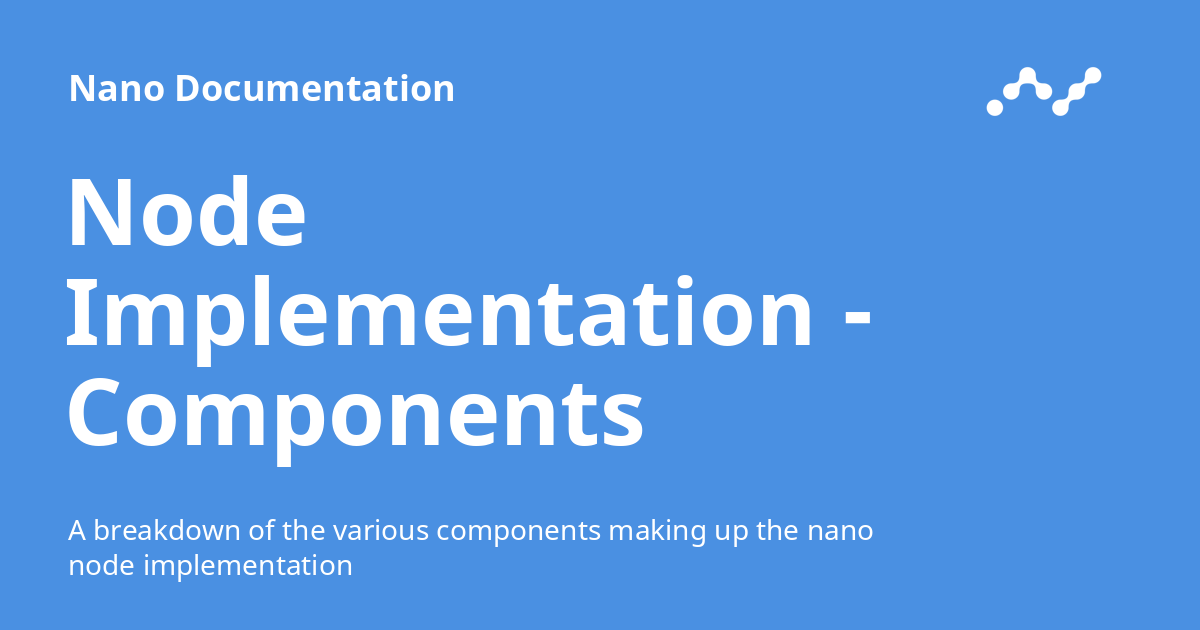 Nano Documentation
Node
Implementation -
Components
A breakdown of the various components making up the nano
node implementation